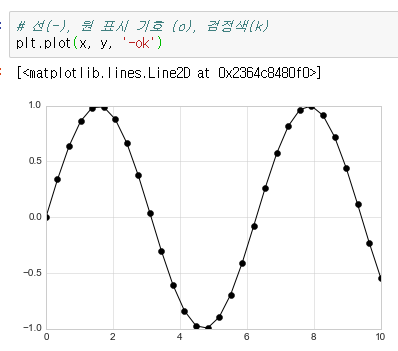 # 선(-), 원 표시 기호 (o), 검정색(k)
plt.plot(x, y, '-ok')
[<matplotlib.lines.Line2D at 0x2364c8480f0>]
1.0
0.5
0.0
−0.5
−1.0
0 2 4 6 8 10